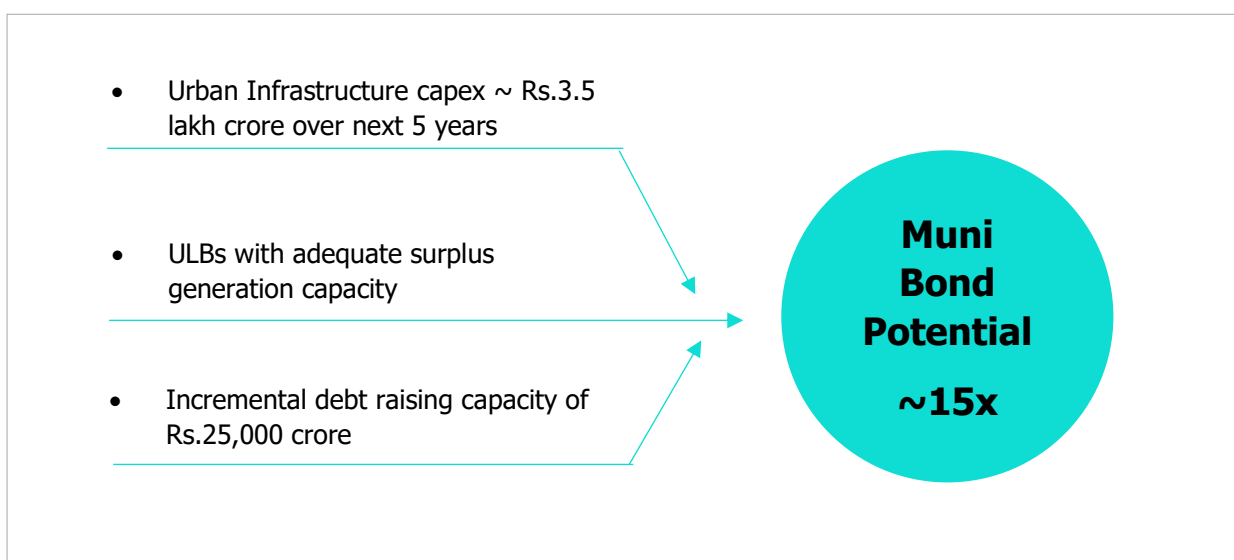 • Urban Infrastructure capex ~ Rs.3.5
lakh crore over next 5 years
• ULBs with adequate surplus
generation capacity
• Incremental debt raising capacity of
Rs.25,000 crore
Muni
Bond
Potential
~15x